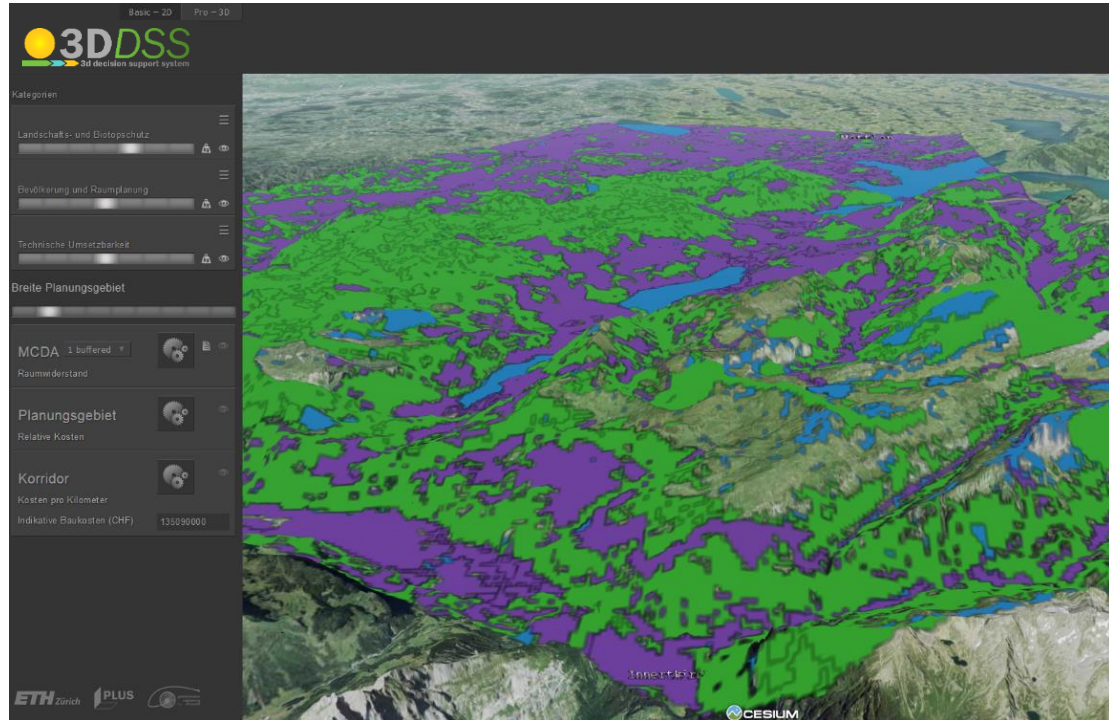 Basic – 2D Pro – 3D
3DDSS
3d decision support system
Kategorien
Landschafts- und Biotopschutz
Bevölkerung und Raumplanung
Technische Umsetzbarkeit
Breite Planungsgebiet
MCDA 1 buffered
Raumwiderstand
Planungsgebiet
Relative Kosten
Korridor
Kosten pro Kilometer
Indikative Baukosten (CHF) 135090000
ETH Zürich PLUS
CESIUM